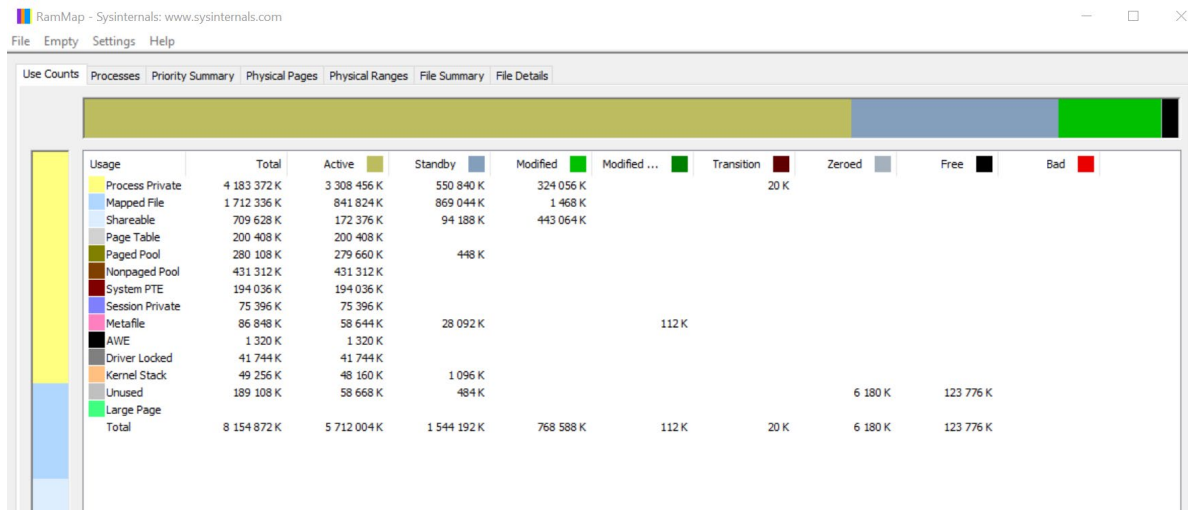 RamMap - Sysinternals: www.sysinternals.com
File Empty Settings Help
Use Counts Processes Priority Summary Physical Pages Physical Ranges File Summary File Details
Usage Total Active Standby Modified Modified ... Transition Zeroed Free Bad
Process Private 4 183 372 K 3 308 456 K 550 840 K 324 056 K 20 K
Mapped File 1 712 336 K 841 824 K 869 044 K 1 468 K
Shareable 709 628 K 172 376 K 94 188 K 443 064 K
Page Table 200 408 K 200 408 K
Paged Pool 280 108 K 279 660 K 448 K
Nonpaged Pool 431 312 K 431 312 K
System PTE 194 036 K 194 036 K
Session Private 75 396 K 75 396 K
Metafile 86 848 K 58 644 K 28 092 K 112 K
AWE 1 320 K 1 320 K
Driver Locked 41 744 K 41 744 K
Kernel Stack 49 256 K 48 160 K 1 096 K
Unused 189 108 K 58 668 K 484 K 6 180 K 123 776 K
Large Page
Total 8 154 872 K 5 712 004 K 1 544 192 K 768 588 K 112 K 20 K 6 180 K 123 776 K